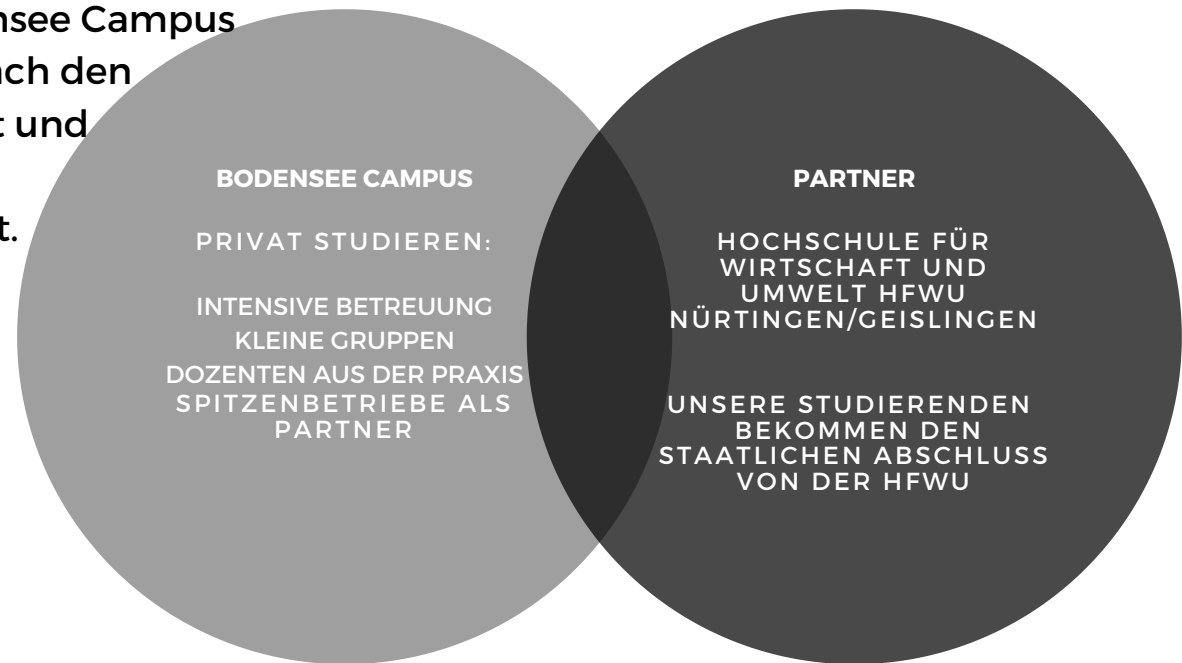 nsee Campus
ach den
t und
t.
BODENSEE CAMPUS
PRIVAT STUDIEREN:
INTENSIVE BETREUUNG
KLEINE GRUPPEN
DOZENTEN AUS DER PRAXIS
SPITZENBETRIEBE ALS
PARTNER
PARTNER
HOCHSCHULE FÜR
WIRTSCHAFT UND
UMWELT HFWU
NÜRTINGEN/GEISLINGEN
UNSERE STUDIERENDEN
BEKOMMEN DEN
STAATLICHEN ABSCHLUSS
VON DER HFWU